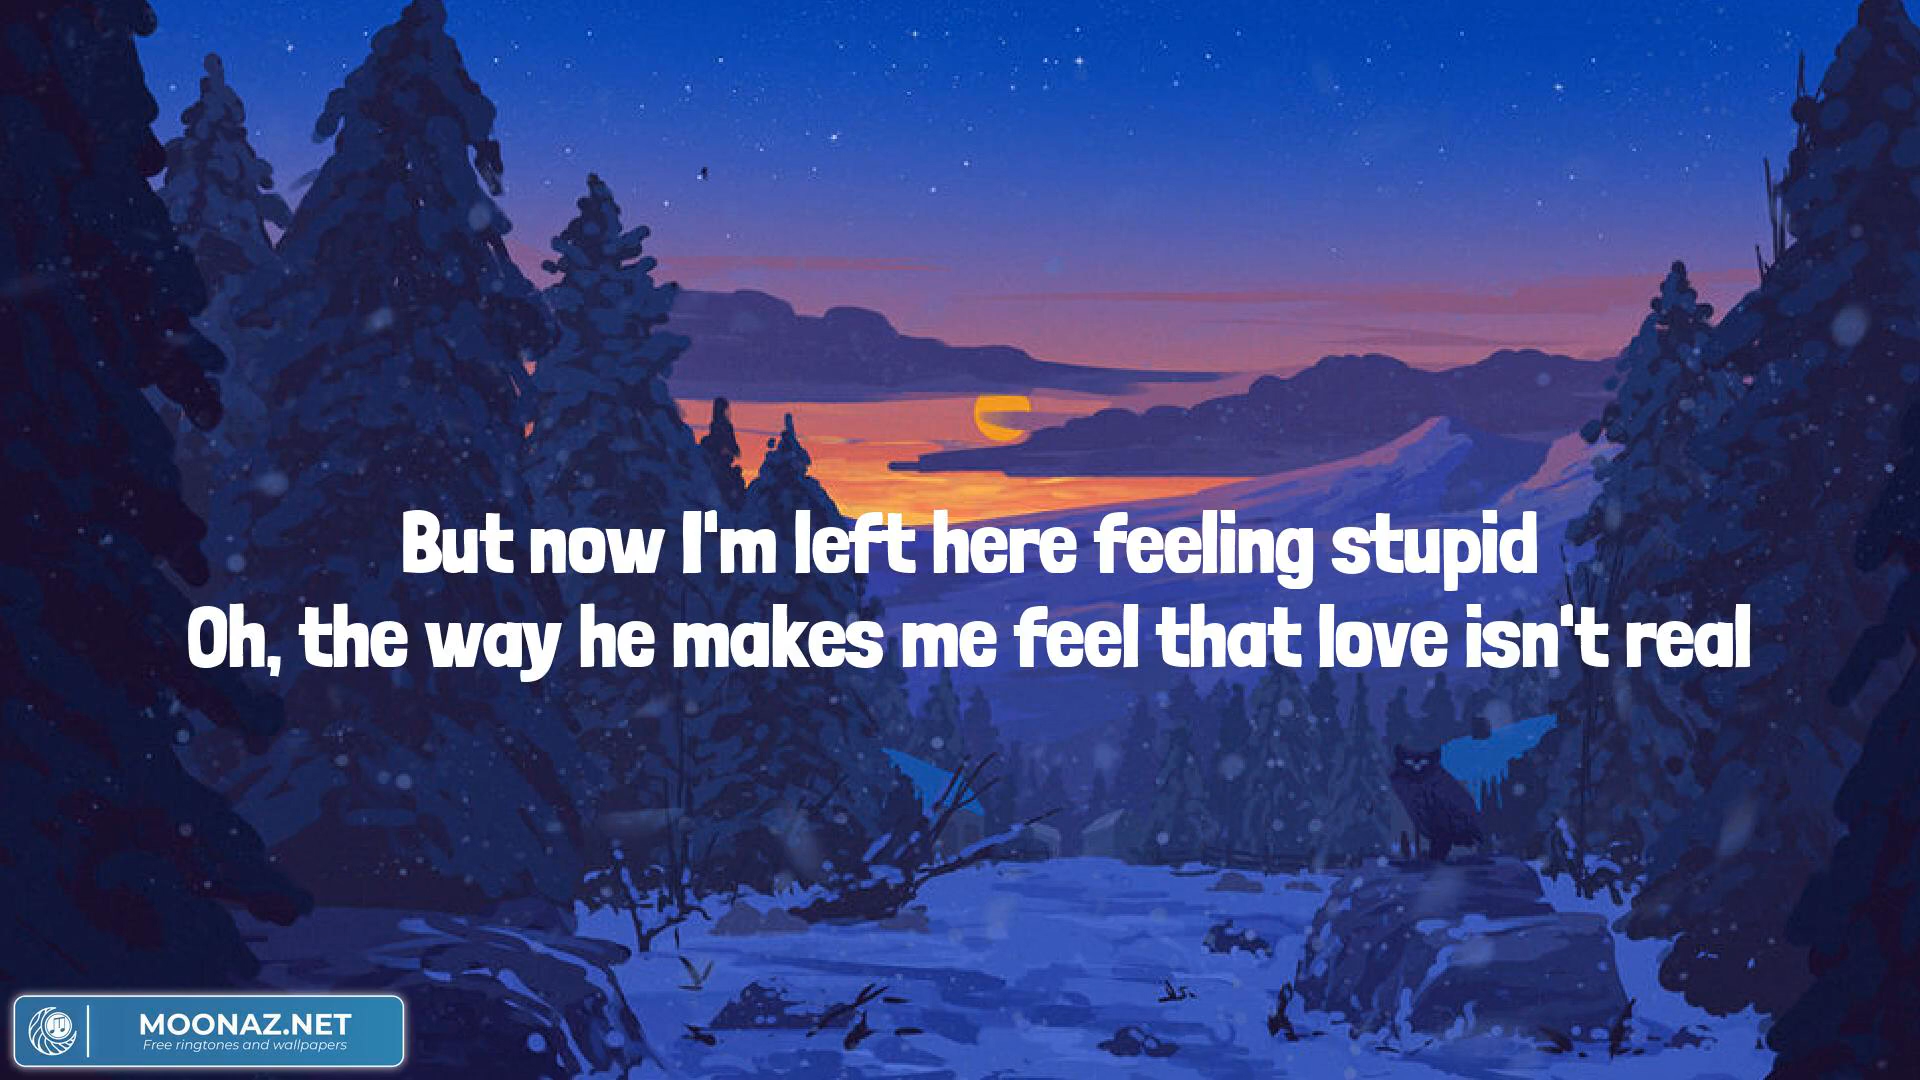 But now I'm left here feeling stupid
Oh, the way he makes me feel that love isn't real
MOONAZ.NET
Free ringtones and wallpapers